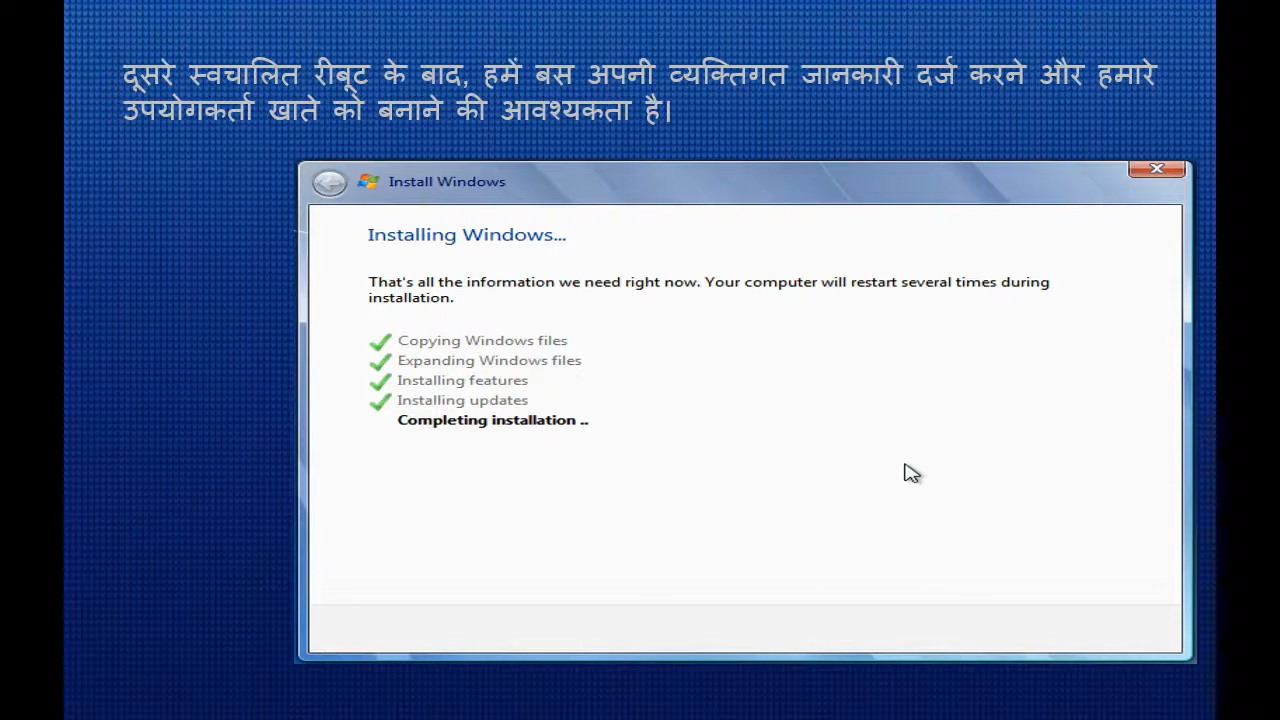 दूसरे स्वचालित रीबूट के बाद, हमें बस अपनी व्यक्तिगत जानकारी दर्ज करने और हमारे
उपयोगकर्ता खाते को बनाने की आवश्यकता है।
Install Windows
Installing Windows...
That's all the information we need right now. Your computer will restart several times during
installation.
Copying Windows files
Expanding Windows files
Installing features
Installing updates
Completing installation ..